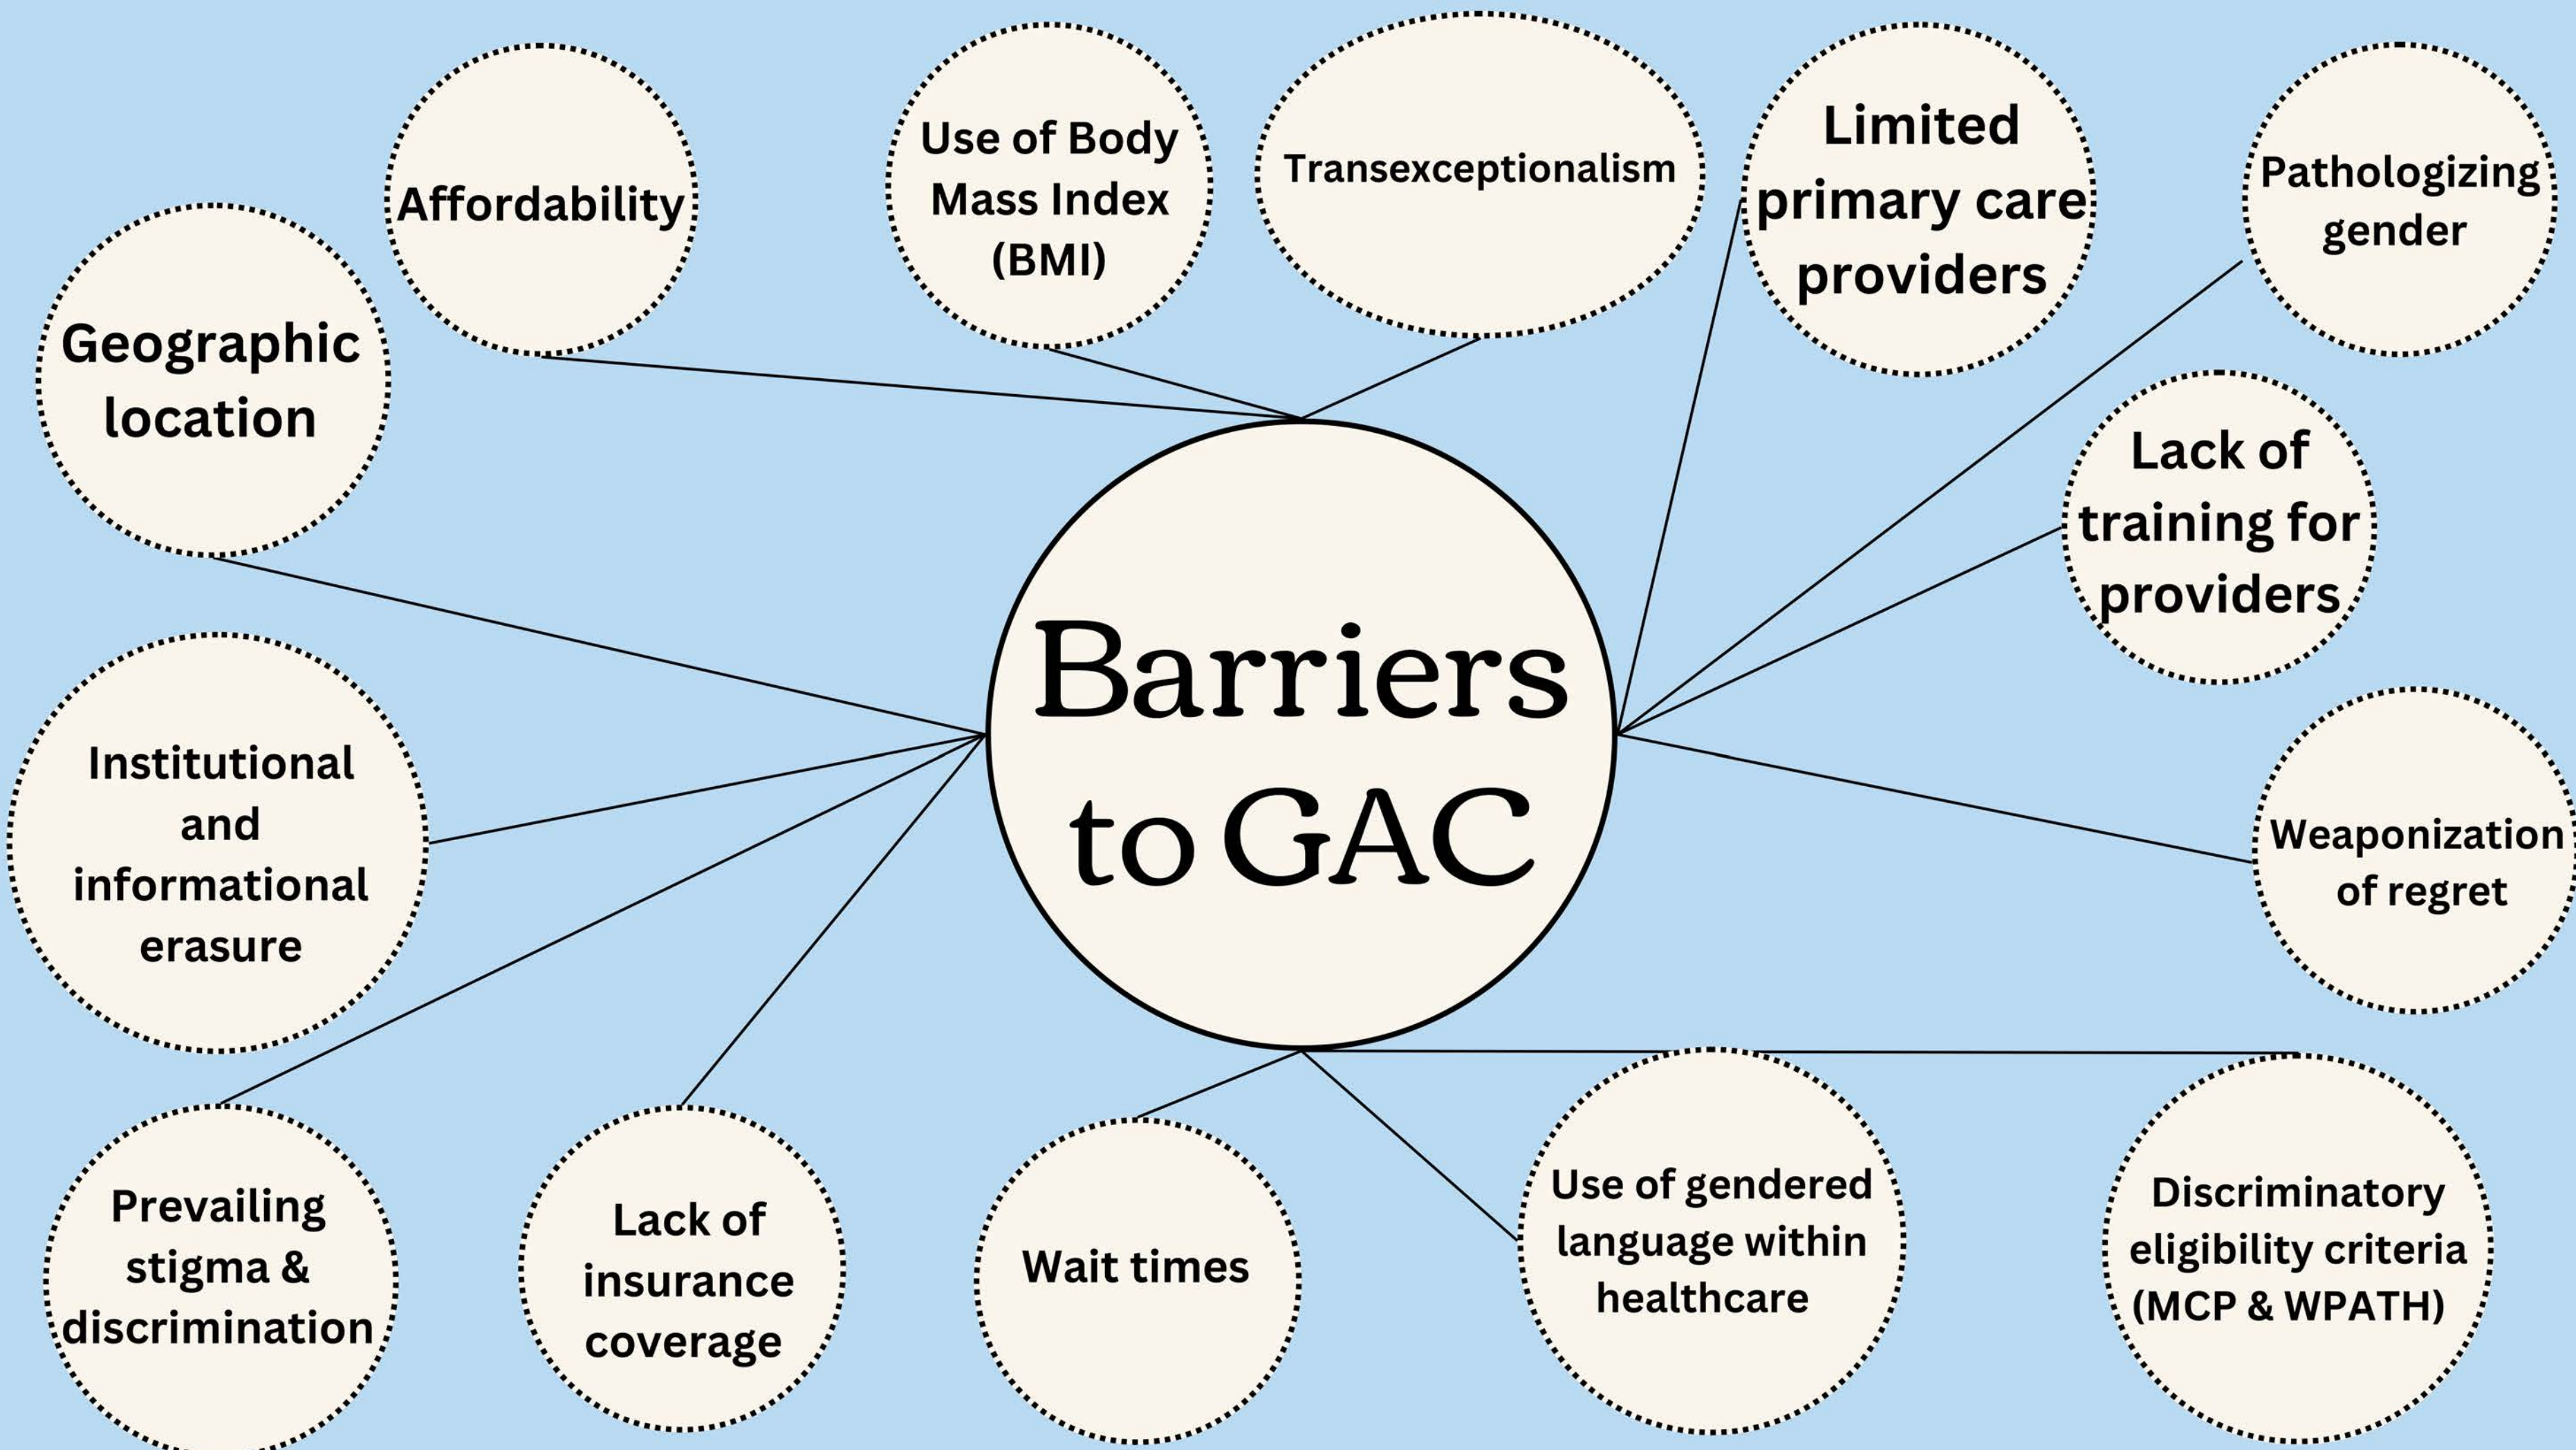 Affordability
Use of Body
Mass Index
(BMI)
Transexceptionalism
Limited
primary care
providers
Pathologizing
gender
Geographic
location
Lack of
training for
providers
Barriers
to GAC
Institutional
and
informational
erasure
Weaponization
of regret
Prevailing
stigma &
discrimination
Lack of
insurance
coverage
Wait times
Use of gendered
language within
healthcare
Discriminatory
eligibility criteria
(MCP & WPATH)